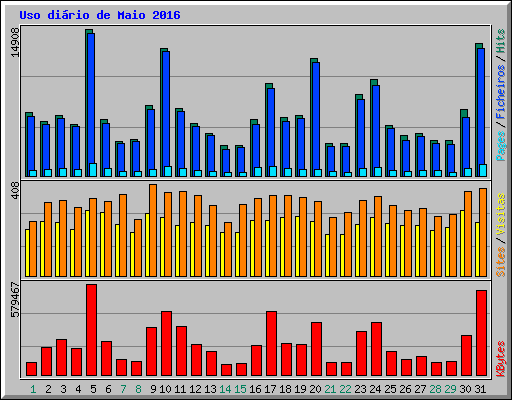 Uso diário de Maio 2016
14908
Pages / Ficheiros / Hits
408
Sites / Visitas
579467
KBytes
1 2 3 4 5 6 7 8 9 10 11 12 13 14 15 16 17 18 19 20 21 22 23 24 25 26 27 28 29 30 31